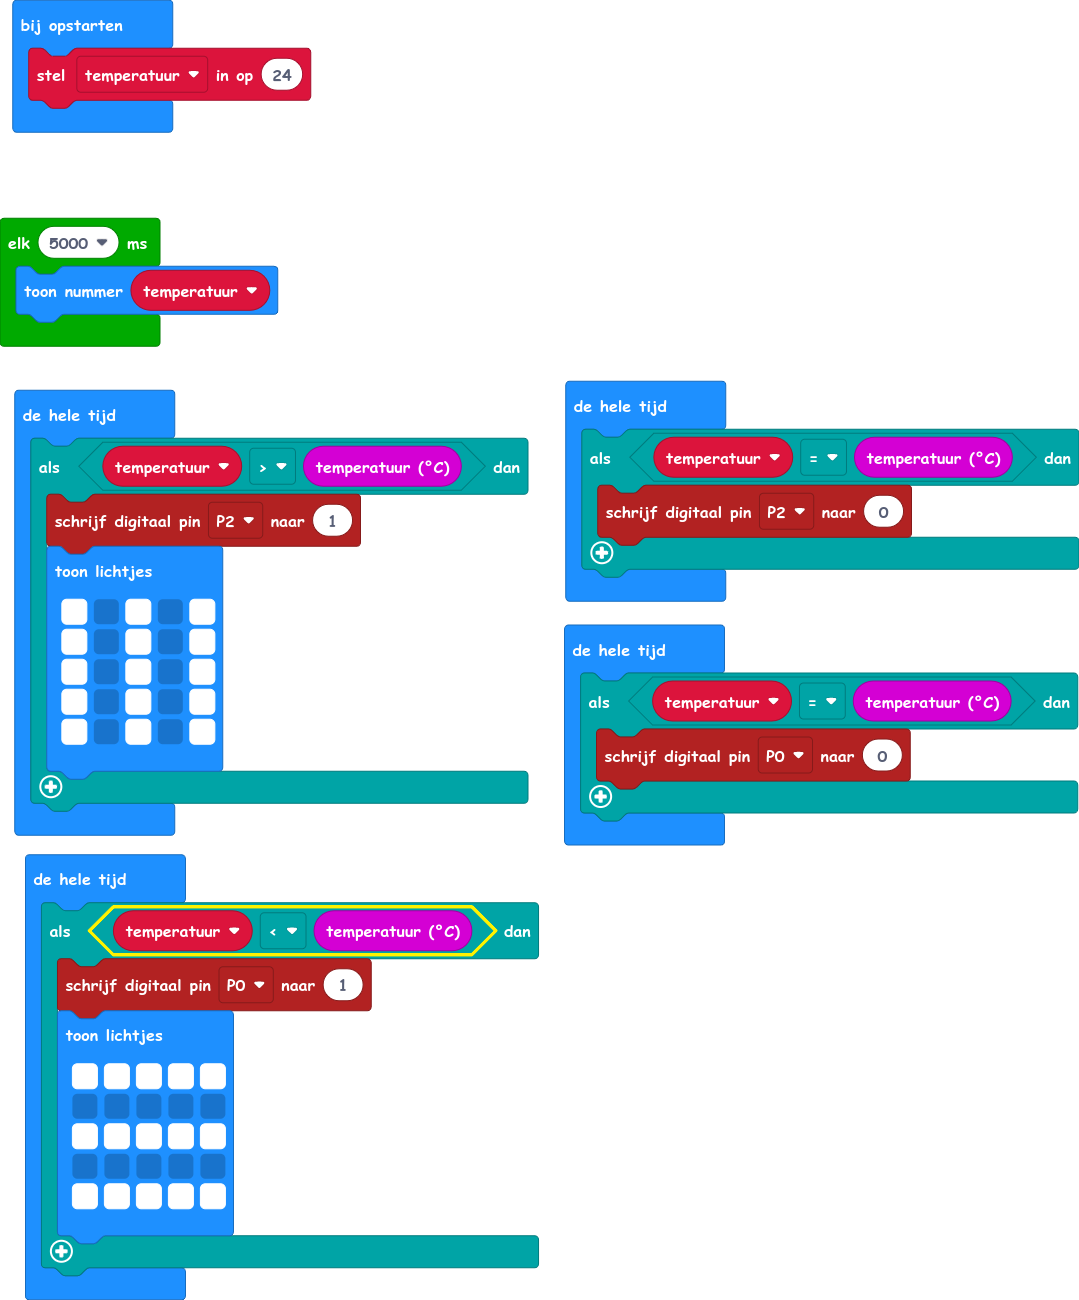 bij opstarten
stel temperatuur in op 24
elk 5000 ms
toon nummer temperatuur
de hele tijd
als temperatuur > temperatuur (°C) dan
schrijf digitaal pin P2 naar 1
toon lichtjes
de hele tijd
als temperatuur = temperatuur (°C) dan
schrijf digitaal pin P2 naar 0
de hele tijd
als temperatuur = temperatuur (°C) dan
schrijf digitaal pin P0 naar 0
de hele tijd
als temperatuur < temperatuur (°C) dan
schrijf digitaal pin P0 naar 1
toon lichtjes